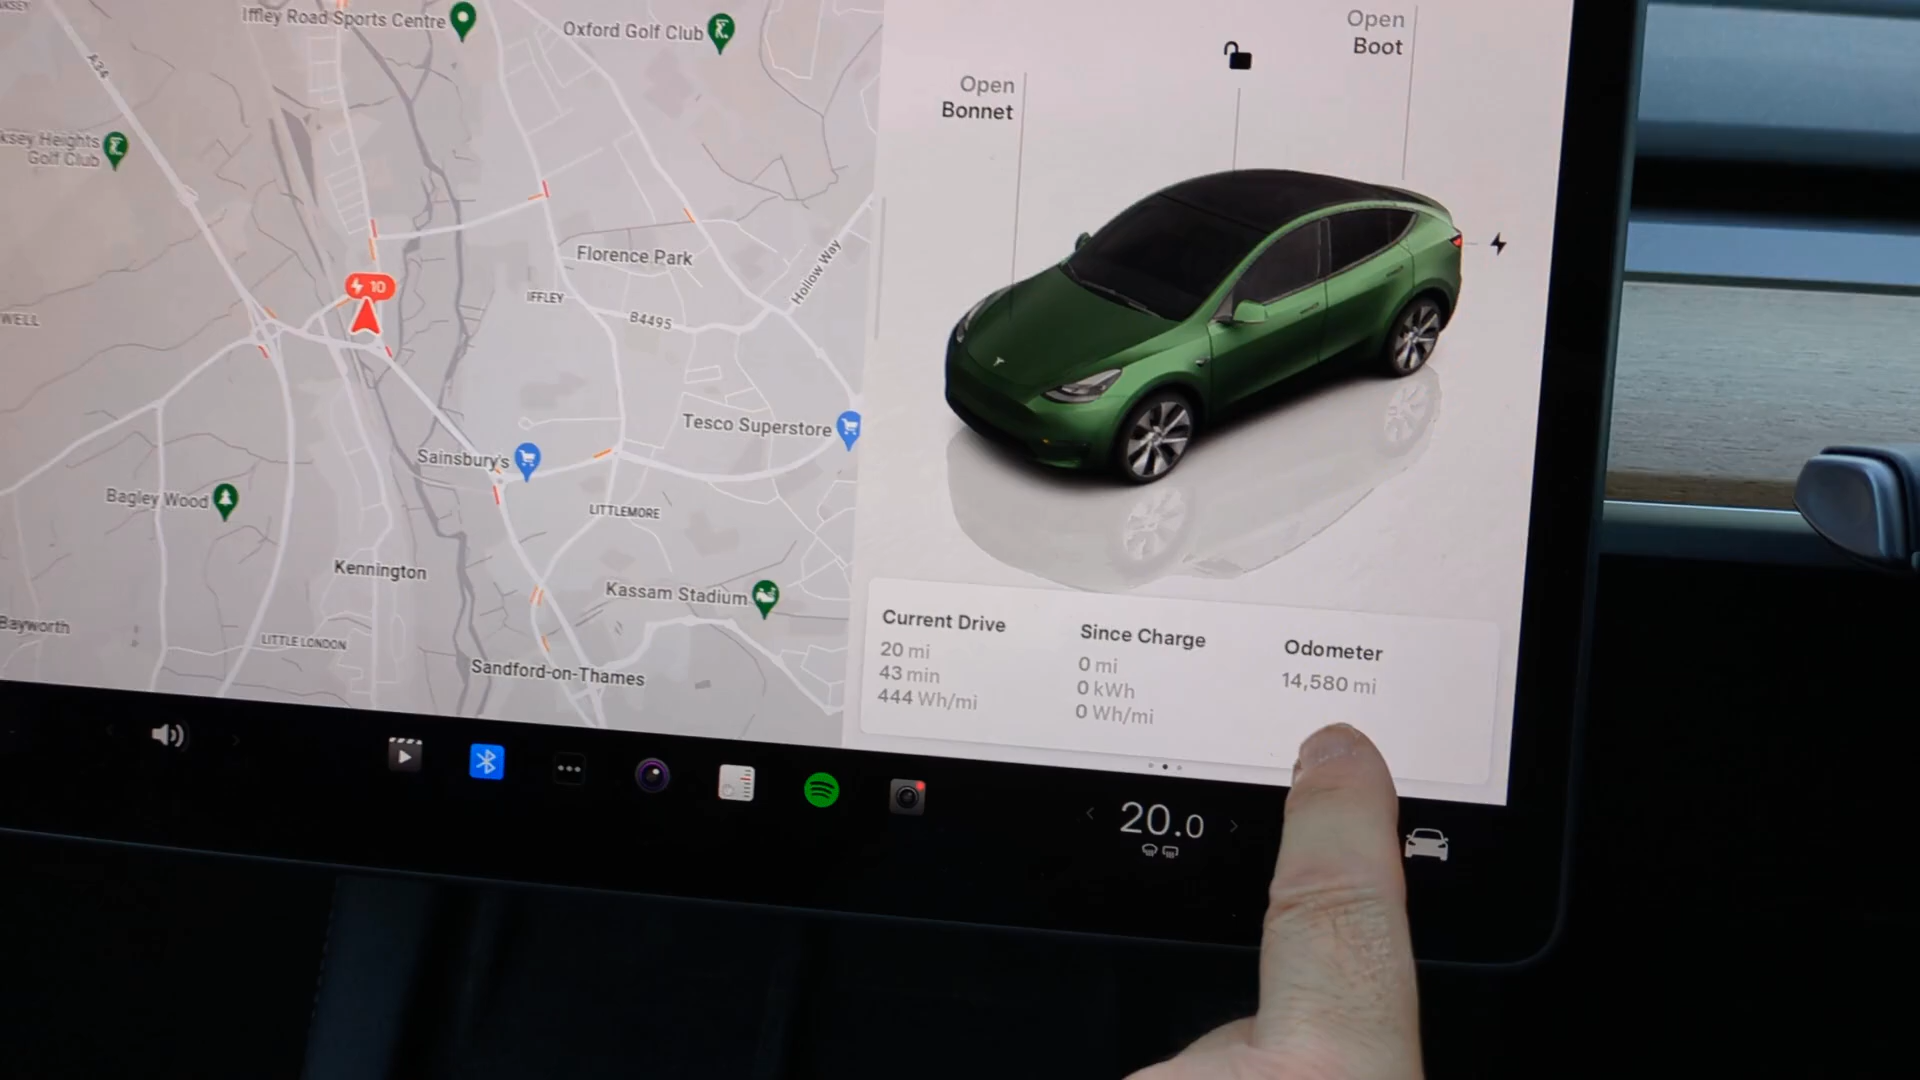 Iffley Road Sports Centre
Oxford Golf Club
A34
ksey Heights
Golf Club
Florence Park
Hollow Way
10
IFFLEY
B4495
WELL
Tesco Superstore
Sainsbury's
Bagley Wood
LITTLEMORE
Kennington
Kassam Stadium
Bayworth
LITTLE LONDON
Sandford-on-Thames
Open
Bonnet
Open
Boot
Current Drive
20 mi
43 min
444 Wh/mi
Since Charge
0 mi
0 kWh
0 Wh/mi
Odometer
14,580 mi
20.0